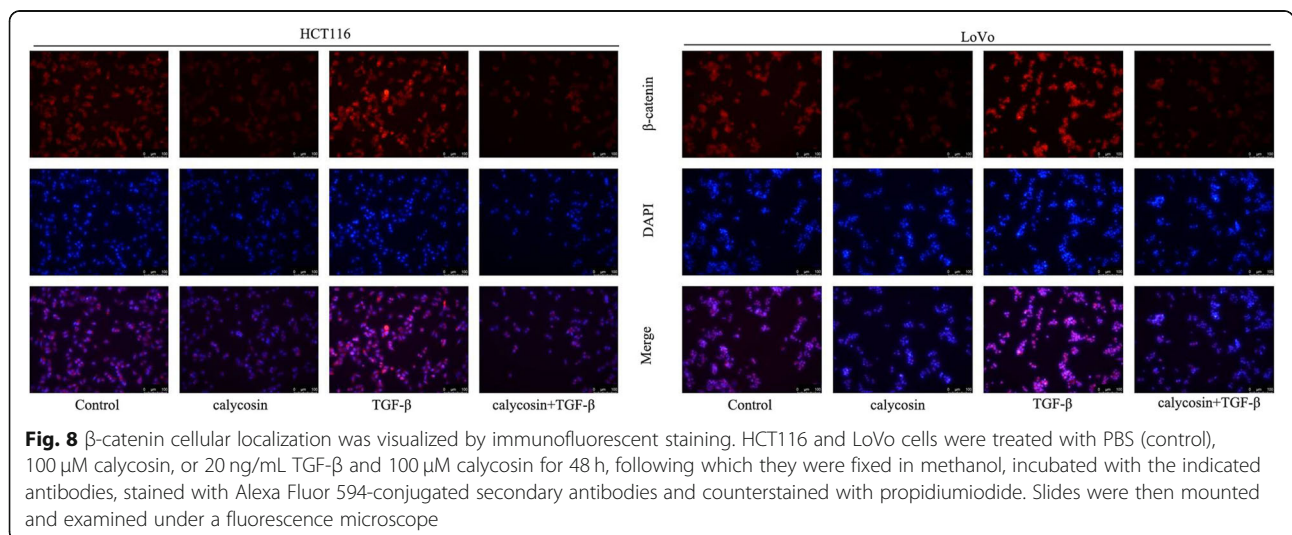 HCT116
LoVo
β-catenin
DAPI
Merge
Control
calycosin
TGF-β
calycosin+TGF-β
Control
calycosin
TGF-β
calycosin+TGF-β
Fig. 8 β-catenin cellular localization was visualized by immunofluorescent staining. HCT116 and LoVo cells were treated with PBS (control),
100 μM calycosin, or 20 ng/mL TGF-β and 100 μM calycosin for 48 h, following which they were fixed in methanol, incubated with the indicated
antibodies, stained with Alexa Fluor 594-conjugated secondary antibodies and counterstained with propidiumiodide. Slides were then mounted
and examined under a fluorescence microscope